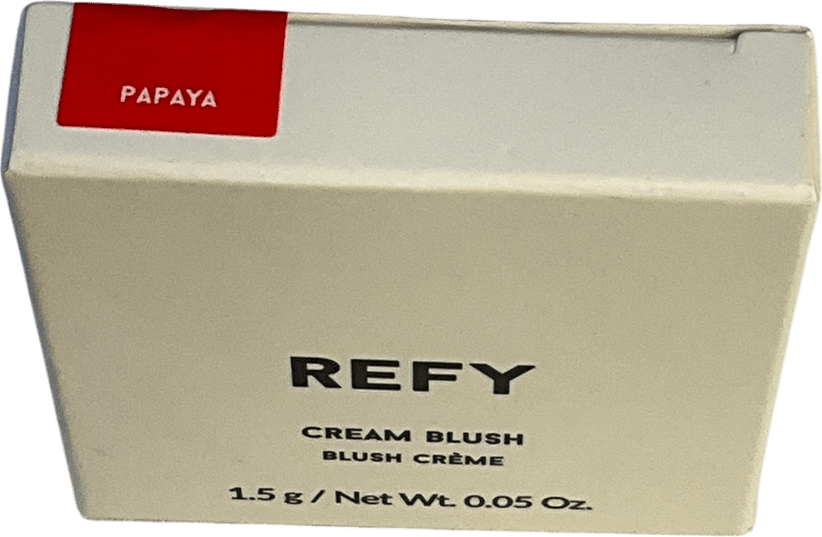 PAPAYA
REFY
CREAM BLUSH
BLUSH CRÈME
1.5 g / Net Wt. 0.05 Oz.